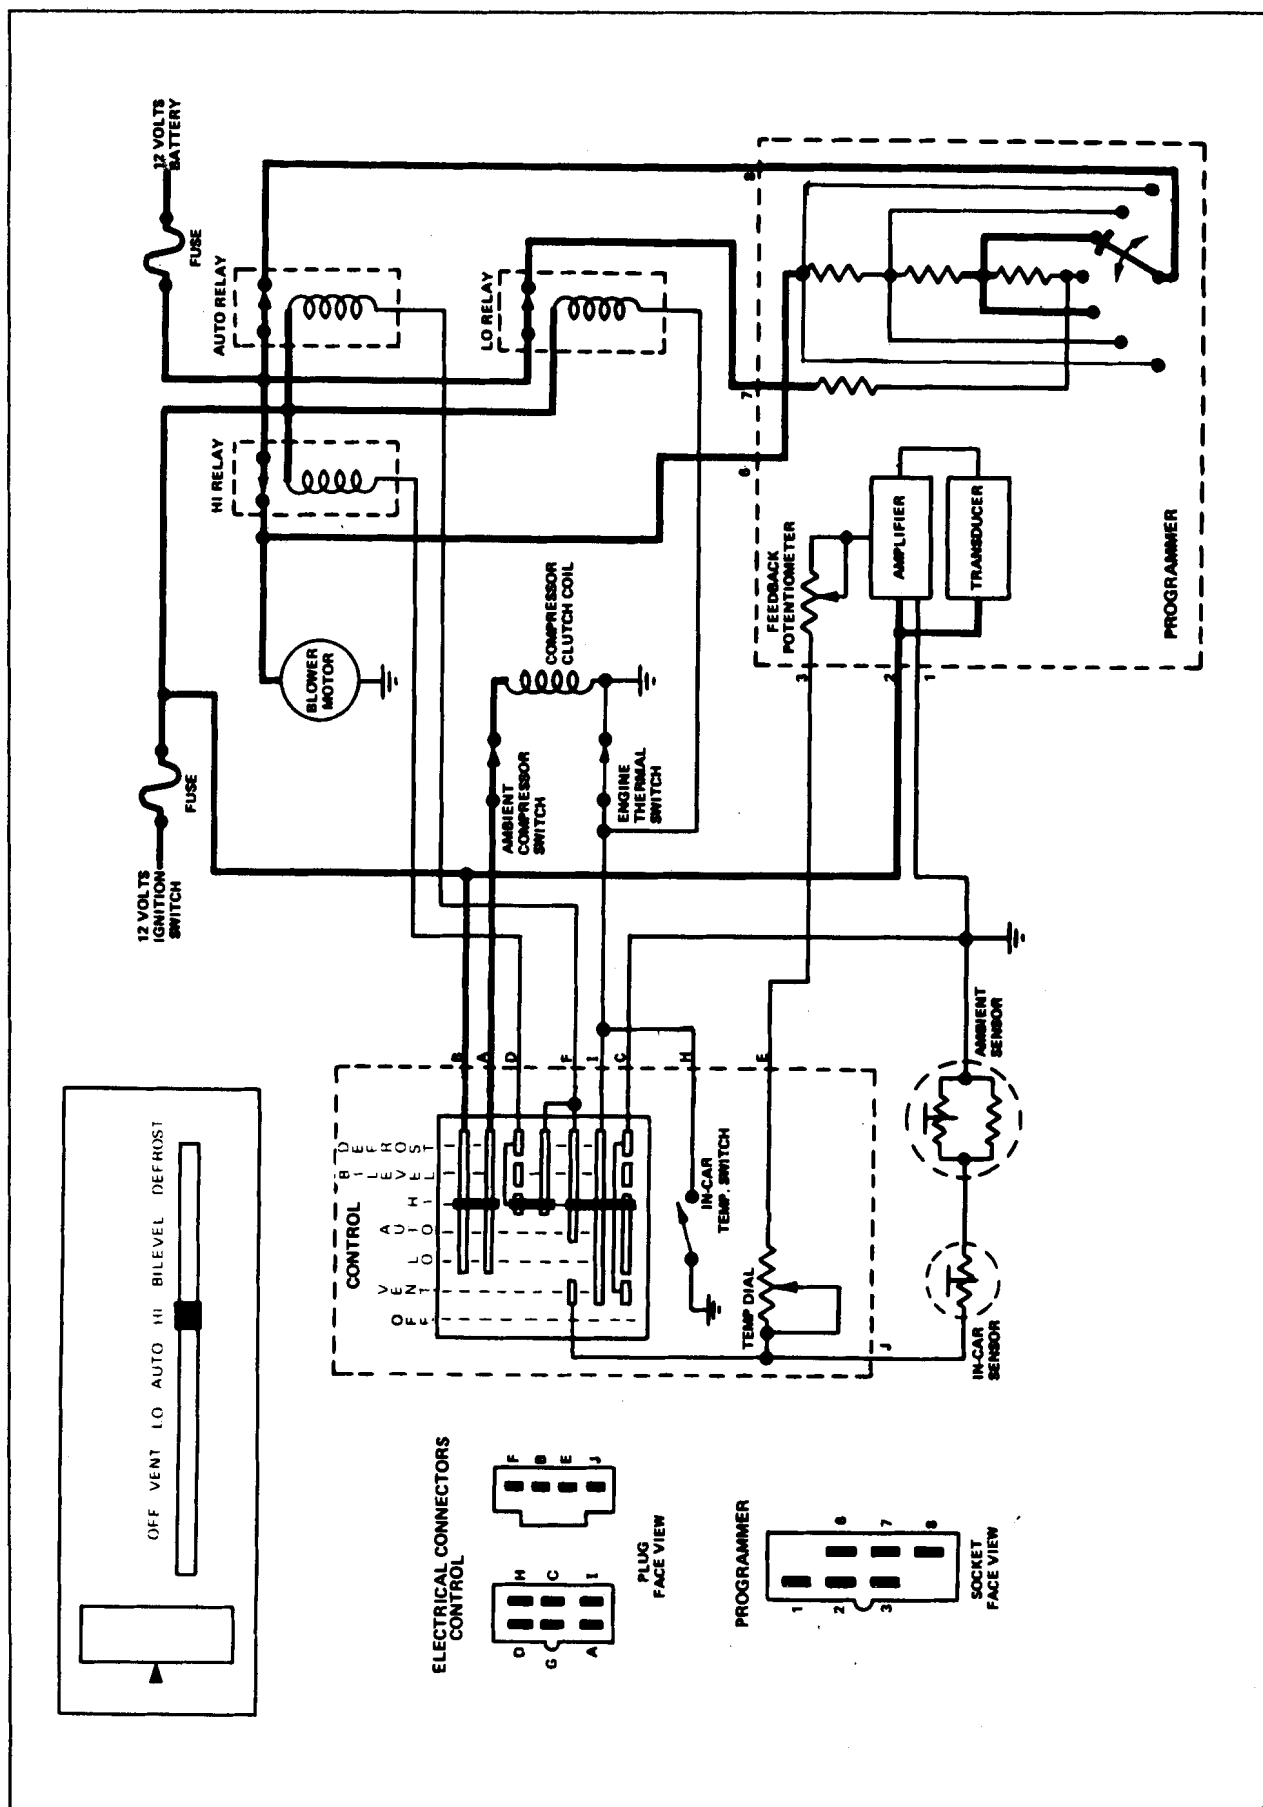 OFF VENT LO AUTO HI BILEVEL DEFROST
12 VOLTS
IGNITION
SWITCH
FUSE
12 VOLTS
BATTERY
FUSE
HI RELAY
AUTO RELAY
LO RELAY
BLOWER
MOTOR
AMBIENT
COMPRESSOR
SWITCH
COMPRESSOR
CLUTCH COIL
ENGINE
THERMAL
SWITCH
CONTROL
OFF
VENT
LO
AUTO
HI
BILEVEL
DEFROST
B
A
D
F
I
C
H
E
J
IN-CAR
TEMP. SWITCH
TEMP DIAL
IN-CAR
SENSOR
AMBIENT
SENSOR
FEEDBACK
POTENTIOMETER
AMPLIFIER
TRANSDUCER
PROGRAMMER
3
2
1
6
7
8
ELECTRICAL CONNECTORS
CONTROL
D
G
A
H
C
I
F
B
E
J
PLUG
FACE VIEW
PROGRAMMER
1
2
3
6
7
8
SOCKET
FACE VIEW